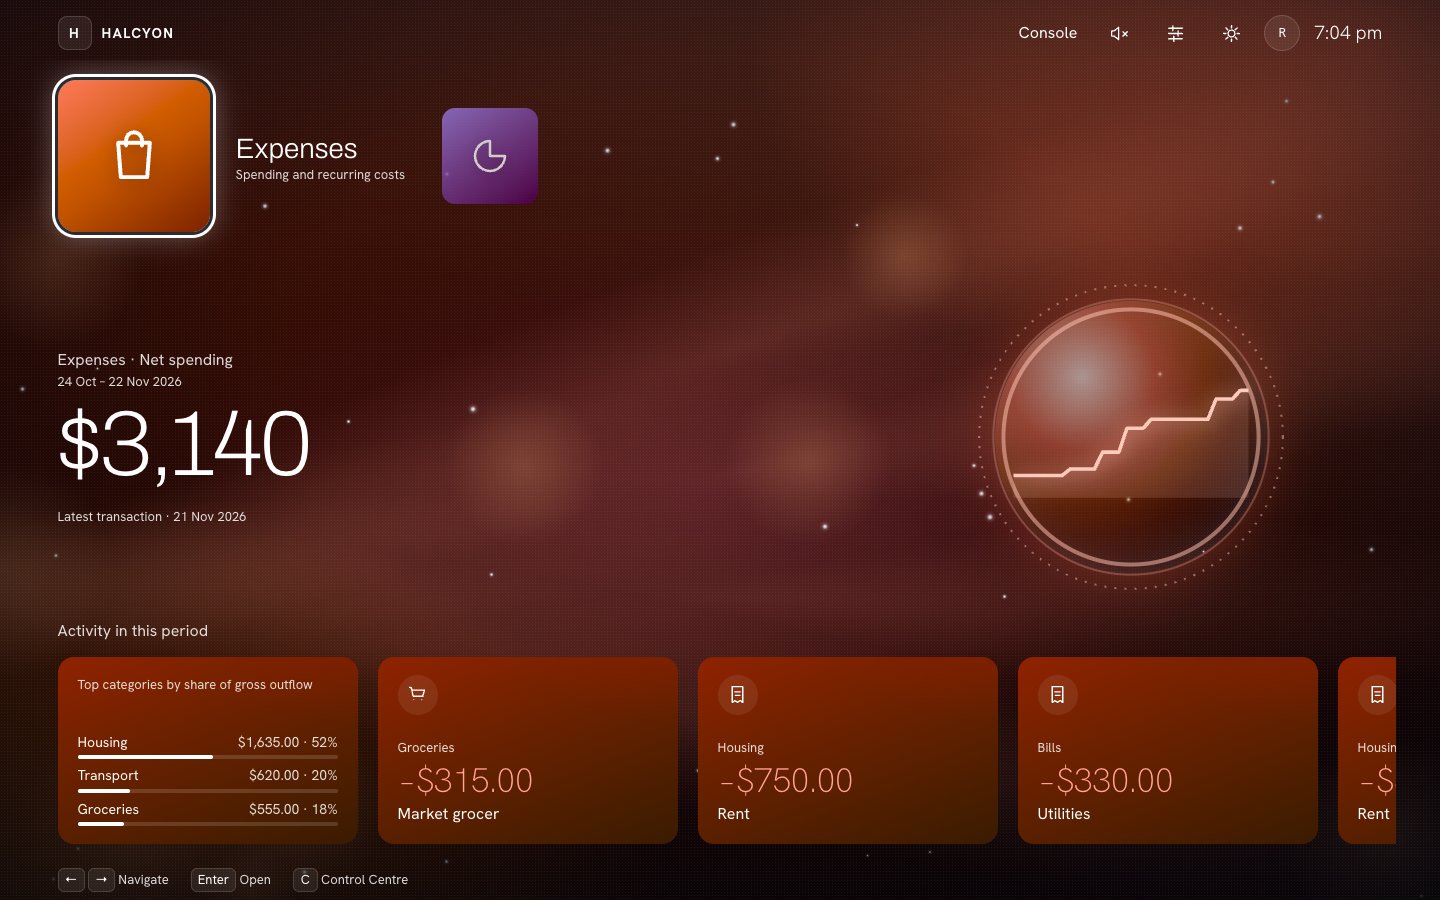 H HALCYON
Console
R
7:04 pm
Expenses
Spending and recurring costs
Expenses · Net spending
24 Oct – 22 Nov 2026
$3,140
Latest transaction · 21 Nov 2026
Activity in this period
Top categories by share of gross outflow
Housing $1,635.00 · 52%
Transport $620.00 · 20%
Groceries $555.00 · 18%
Groceries
−$315.00
Market grocer
Housing
−$750.00
Rent
Bills
−$330.00
Utilities
Housin
−$
Rent
← → Navigate Enter Open C Control Centre